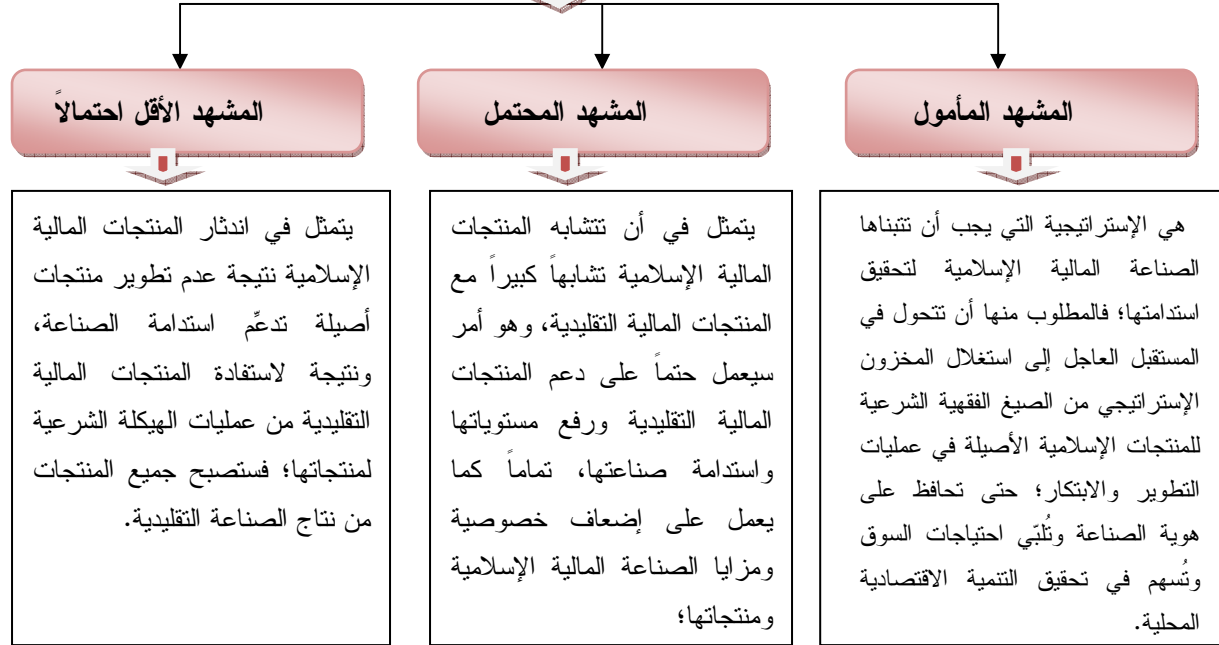 المشهد المأمول
هي الإستراتيجية التي يجب أن تتبناها
الصناعة المالية الإسلامية لتحقيق
استدامتها؛ فالمطلوب منها أن تتحول في
المستقبل العاجل إلى استغلال المخزون
الإستراتيجي من الصيغ الفقهية الشرعية
للمنتجات الإسلامية الأصيلة في عمليات
التطوير والابتكار؛ حتى تحافظ على
هوية الصناعة وتُلبّي احتياجات السوق
وتُسهم في تحقيق التنمية الاقتصادية
المحلية.
المشهد المحتمل
يتمثل في أن تتشابه المنتجات
المالية الإسلامية تشابهاً كبيراً مع
المنتجات المالية التقليدية، وهو أمر
سيعمل حتماً على دعم المنتجات
المالية التقليدية ورفع مستوياتها
واستدامة صناعتها، تماماً كما
يعمل على إضعاف خصوصية
ومزايا الصناعة المالية الإسلامية
ومنتجاتها؛
المشهد الأقل احتمالاً
يتمثل في اندثار المنتجات المالية
الإسلامية نتيجة عدم تطوير منتجات
أصيلة تدعِّم استدامة الصناعة،
ونتيجة لاستفادة المنتجات المالية
التقليدية من عمليات الهيكلة الشرعية
لمنتجاتها؛ فستصبح جميع المنتجات
من نتاج الصناعة التقليدية.